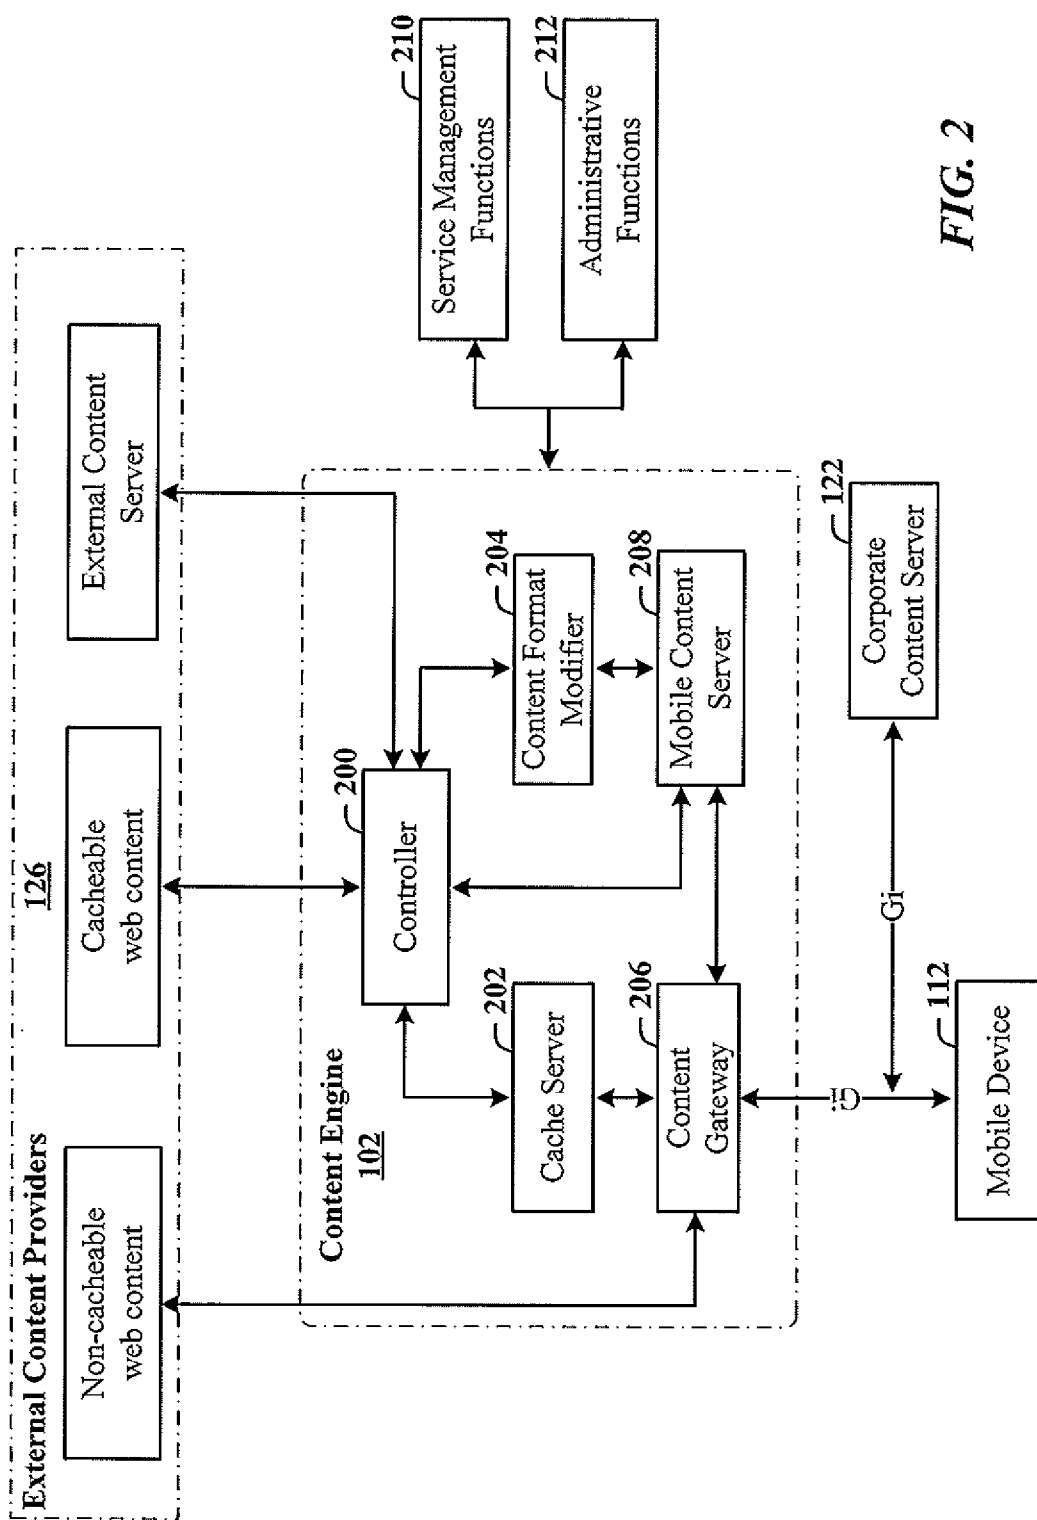 External Content Providers
126
Non-cacheable
web content
Cacheable
web content
External Content
Server
Content Engine
102
200
Controller
202
Cache Server
204
Content Format
Modifier
206
Content
Gateway
208
Mobile Content
Server
210
Service Management
Functions
212
Administrative
Functions
Gi
Gi
112
Mobile Device
122
Corporate
Content Server
FIG. 2